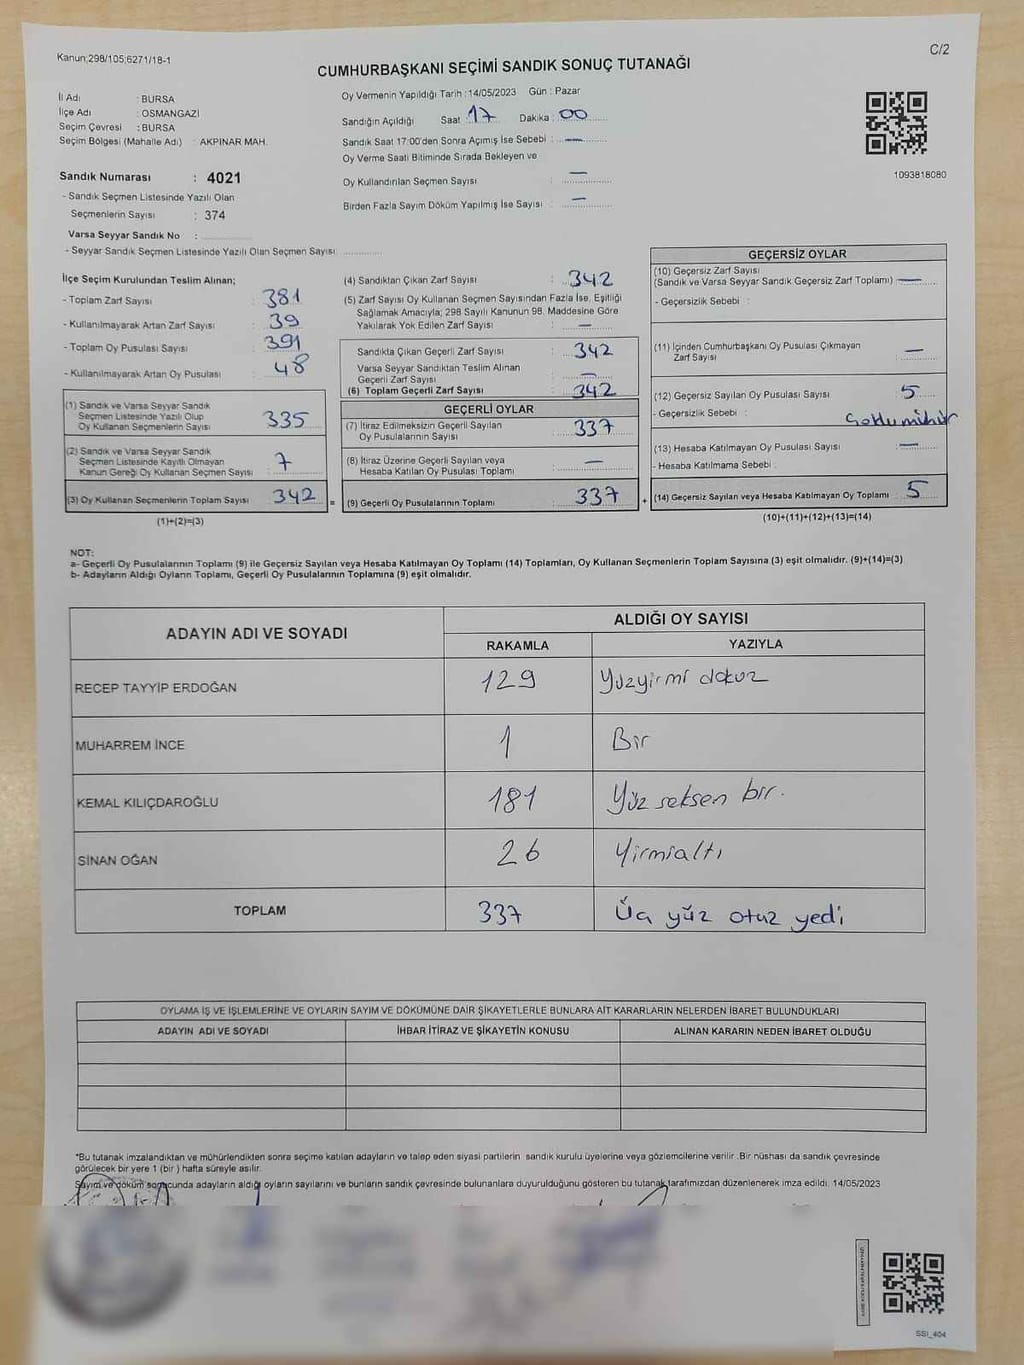 Kanun;298/105;6271/18-1
C/2
CUMHURBAŞKANI SEÇİMİ SANDIK SONUÇ TUTANAĞI
İl Adı : BURSA
İlçe Adı : OSMANGAZİ
Seçim Çevresi : BURSA
Seçim Bölgesi (Mahalle Adı) : AKPINAR MAH.
Sandık Numarası : 4021
- Sandık Seçmen Listesinde Yazılı Olan
Seçmenlerin Sayısı : 374
Varsa Seyyar Sandık No :
- Seyyar Sandık Seçmen Listesinde Yazılı Olan Seçmen Sayısı:
Oy Vermenin Yapıldığı Tarih :14/05/2023 Gün : Pazar
Sandığın Açıldığı Saat : 17 Dakika : 00
Sandık Saat 17:00'den Sonra Açımış İse Sebebi : —
Oy Verme Saati Bitiminde Sırada Bekleyen ve
Oy Kullandırılan Seçmen Sayısı : —
Birden Fazla Sayım Döküm Yapılmış İse Sayısı : —
1093818080
İlçe Seçim Kurulundan Teslim Alınan;
- Toplam Zarf Sayısı : 381
- Kullanılmayarak Artan Zarf Sayısı : 39
- Toplam Oy Pusulası Sayısı : 391
- Kullanılmayarak Artan Oy Pusulası : 48
(1) Sandık ve Varsa Seyyar Sandık
Seçmen Listesinde Yazılı Olup
Oy Kullanan Seçmenlerin Sayısı : 335
(2) Sandık ve Varsa Seyyar Sandık
Seçmen Listesinde Kayıtlı Olmayan
Kanun Gereği Oy Kullanan Seçmen Sayısı : 7
(3) Oy Kullanan Seçmenlerin Toplam Sayısı : 342
(1)+(2)=(3)
(4) Sandıktan Çıkan Zarf Sayısı : 342
(5) Zarf Sayısı Oy Kullanan Seçmen Sayısından Fazla İse, Eşitliği
Sağlamak Amacıyla; 298 Sayılı Kanunun 98. Maddesine Göre
Yakılarak Yok Edilen Zarf Sayısı : —
Sandıkta Çıkan Geçerli Zarf Sayısı : 342
Varsa Seyyar Sandıktan Teslim Alınan
Geçerli Zarf Sayısı : —
(6) Toplam Geçerli Zarf Sayısı : 342
GEÇERLİ OYLAR
(7) İtiraz Edilmeksizin Geçerli Sayılan
Oy Pusulalarının Sayısı : 337
(8) İtiraz Üzerine Geçerli Sayılan veya
Hesaba Katılan Oy Pusulası Toplamı : —
= (9) Geçerli Oy Pusulalarının Toplamı : 337 +
GEÇERSİZ OYLAR
(10) Geçersiz Zarf Sayısı
(Sandık ve Varsa Seyyar Sandık Geçersiz Zarf Toplamı) : —
- Geçersizlik Sebebi :
(11) İçinden Cumhurbaşkanı Oy Pusulası Çıkmayan
Zarf Sayısı : —
(12) Geçersiz Sayılan Oy Pusulası Sayısı : 5
- Geçersizlik Sebebi :
(13) Hesaba Katılmayan Oy Pusulası Sayısı : —
- Hesaba Katılmama Sebebi :
(14) Geçersiz Sayılan veya Hesaba Katılmayan Oy Toplamı : 5
(10)+(11)+(12)+(13)=(14)
NOT:
a- Geçerli Oy Pusulalarının Toplamı (9) ile Geçersiz Sayılan veya Hesaba Katılmayan Oy Toplamı (14) Toplamları, Oy Kullanan Seçmenlerin Toplam Sayısına (3) eşit olmalıdır. (9)+(14)=(3)
b- Adayların Aldığı Oyların Toplamı, Geçerli Oy Pusulalarının Toplamına (9) eşit olmalıdır.
ADAYIN ADI VE SOYADI ALDIĞI OY SAYISI
RAKAMLA YAZIYLA
RECEP TAYYİP ERDOĞAN 129 Yüzyirmi dokuz
MUHARREM İNCE 1 Bir
KEMAL KILIÇDAROĞLU 181 Yüz seksen bir.
SİNAN OĞAN 26 Yirmialtı
TOPLAM 337 Üç yüz otuz yedi
OYLAMA İŞ VE İŞLEMLERİNE VE OYLARIN SAYIM VE DÖKÜMÜNE DAİR ŞİKAYETLERLE BUNLARA AİT KARARLARIN NELERDEN İBARET BULUNDUKLARI
ADAYIN ADI VE SOYADI İHBAR İTİRAZ VE ŞİKAYETİN KONUSU ALINAN KARARIN NEDEN İBARET OLDUĞU
*Bu tutanak imzalandıktan ve mühürlendikten sonra seçime katılan adayların ve talep eden siyasi partilerin sandık kurulu üyelerine veya gözlemcilerine verilir .Bir nüshası da sandık çevresinde
görülecek bir yere 1 (bir ) hafta süreyle asılır.
Sayım ve döküm sonucunda adayların aldığı oyların sayılarını ve bunların sandık çevresinde bulunanlara duyurulduğunu gösteren bu tutanak tarafımızdan düzenlenerek imza edildi. 14/05/2023
SSİ_404